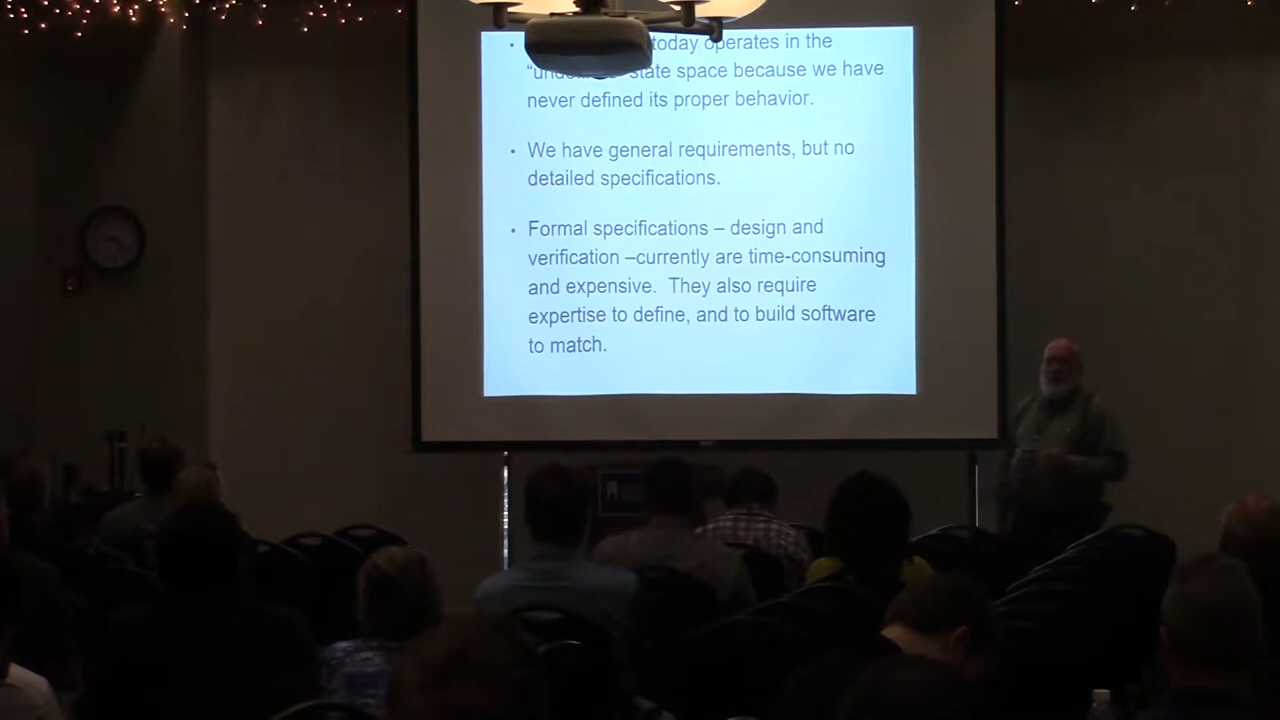 today operates in the
state space because we have
never defined its proper behavior.
• We have general requirements, but no
detailed specifications.
• Formal specifications – design and
verification –currently are time-consuming
and expensive. They also require
expertise to define, and to build software
to match.